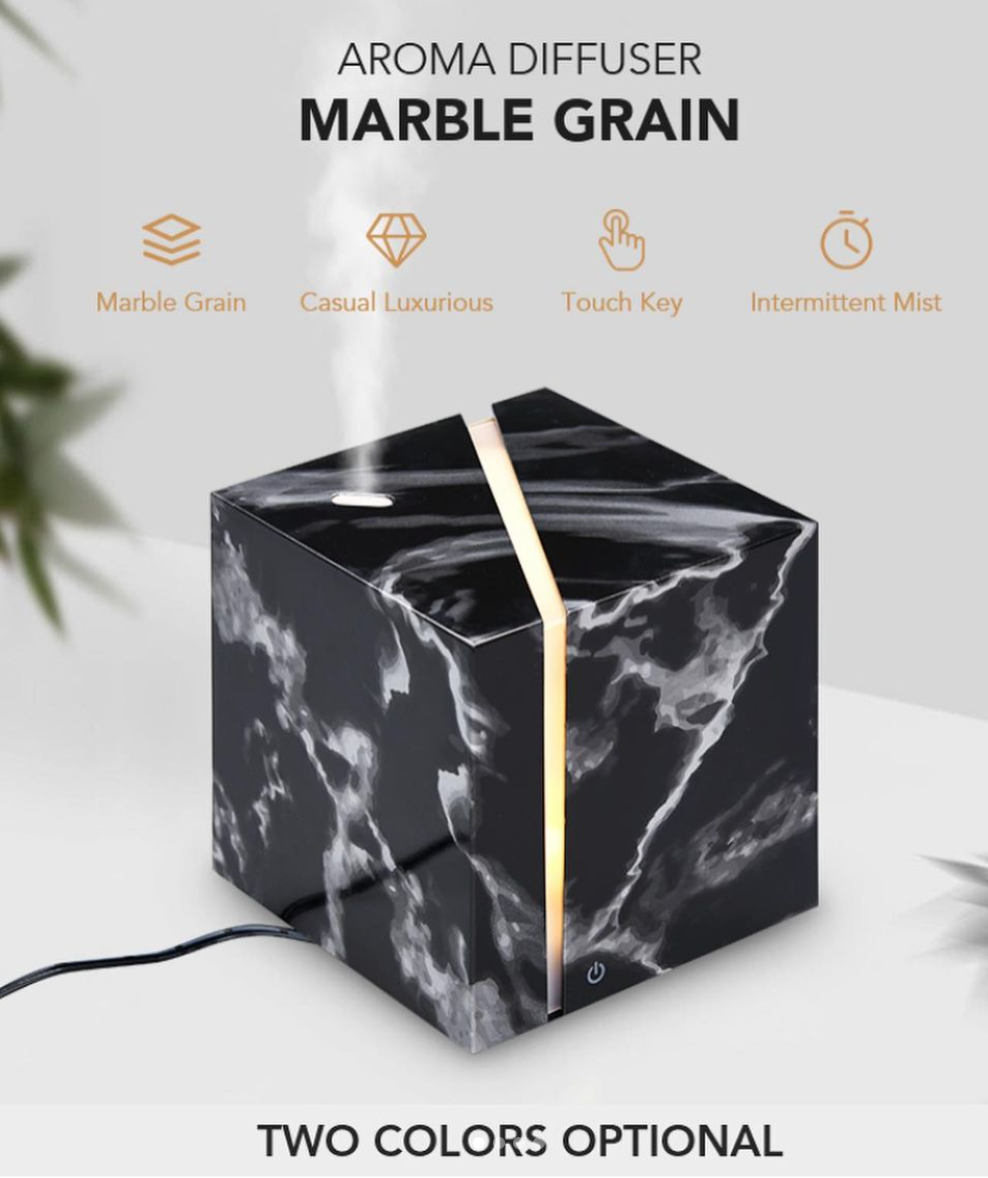 AROMA DIFFUSER
MARBLE GRAIN
Marble Grain
Casual Luxurious
Touch Key
Intermittent Mist
TWO COLORS OPTIONAL